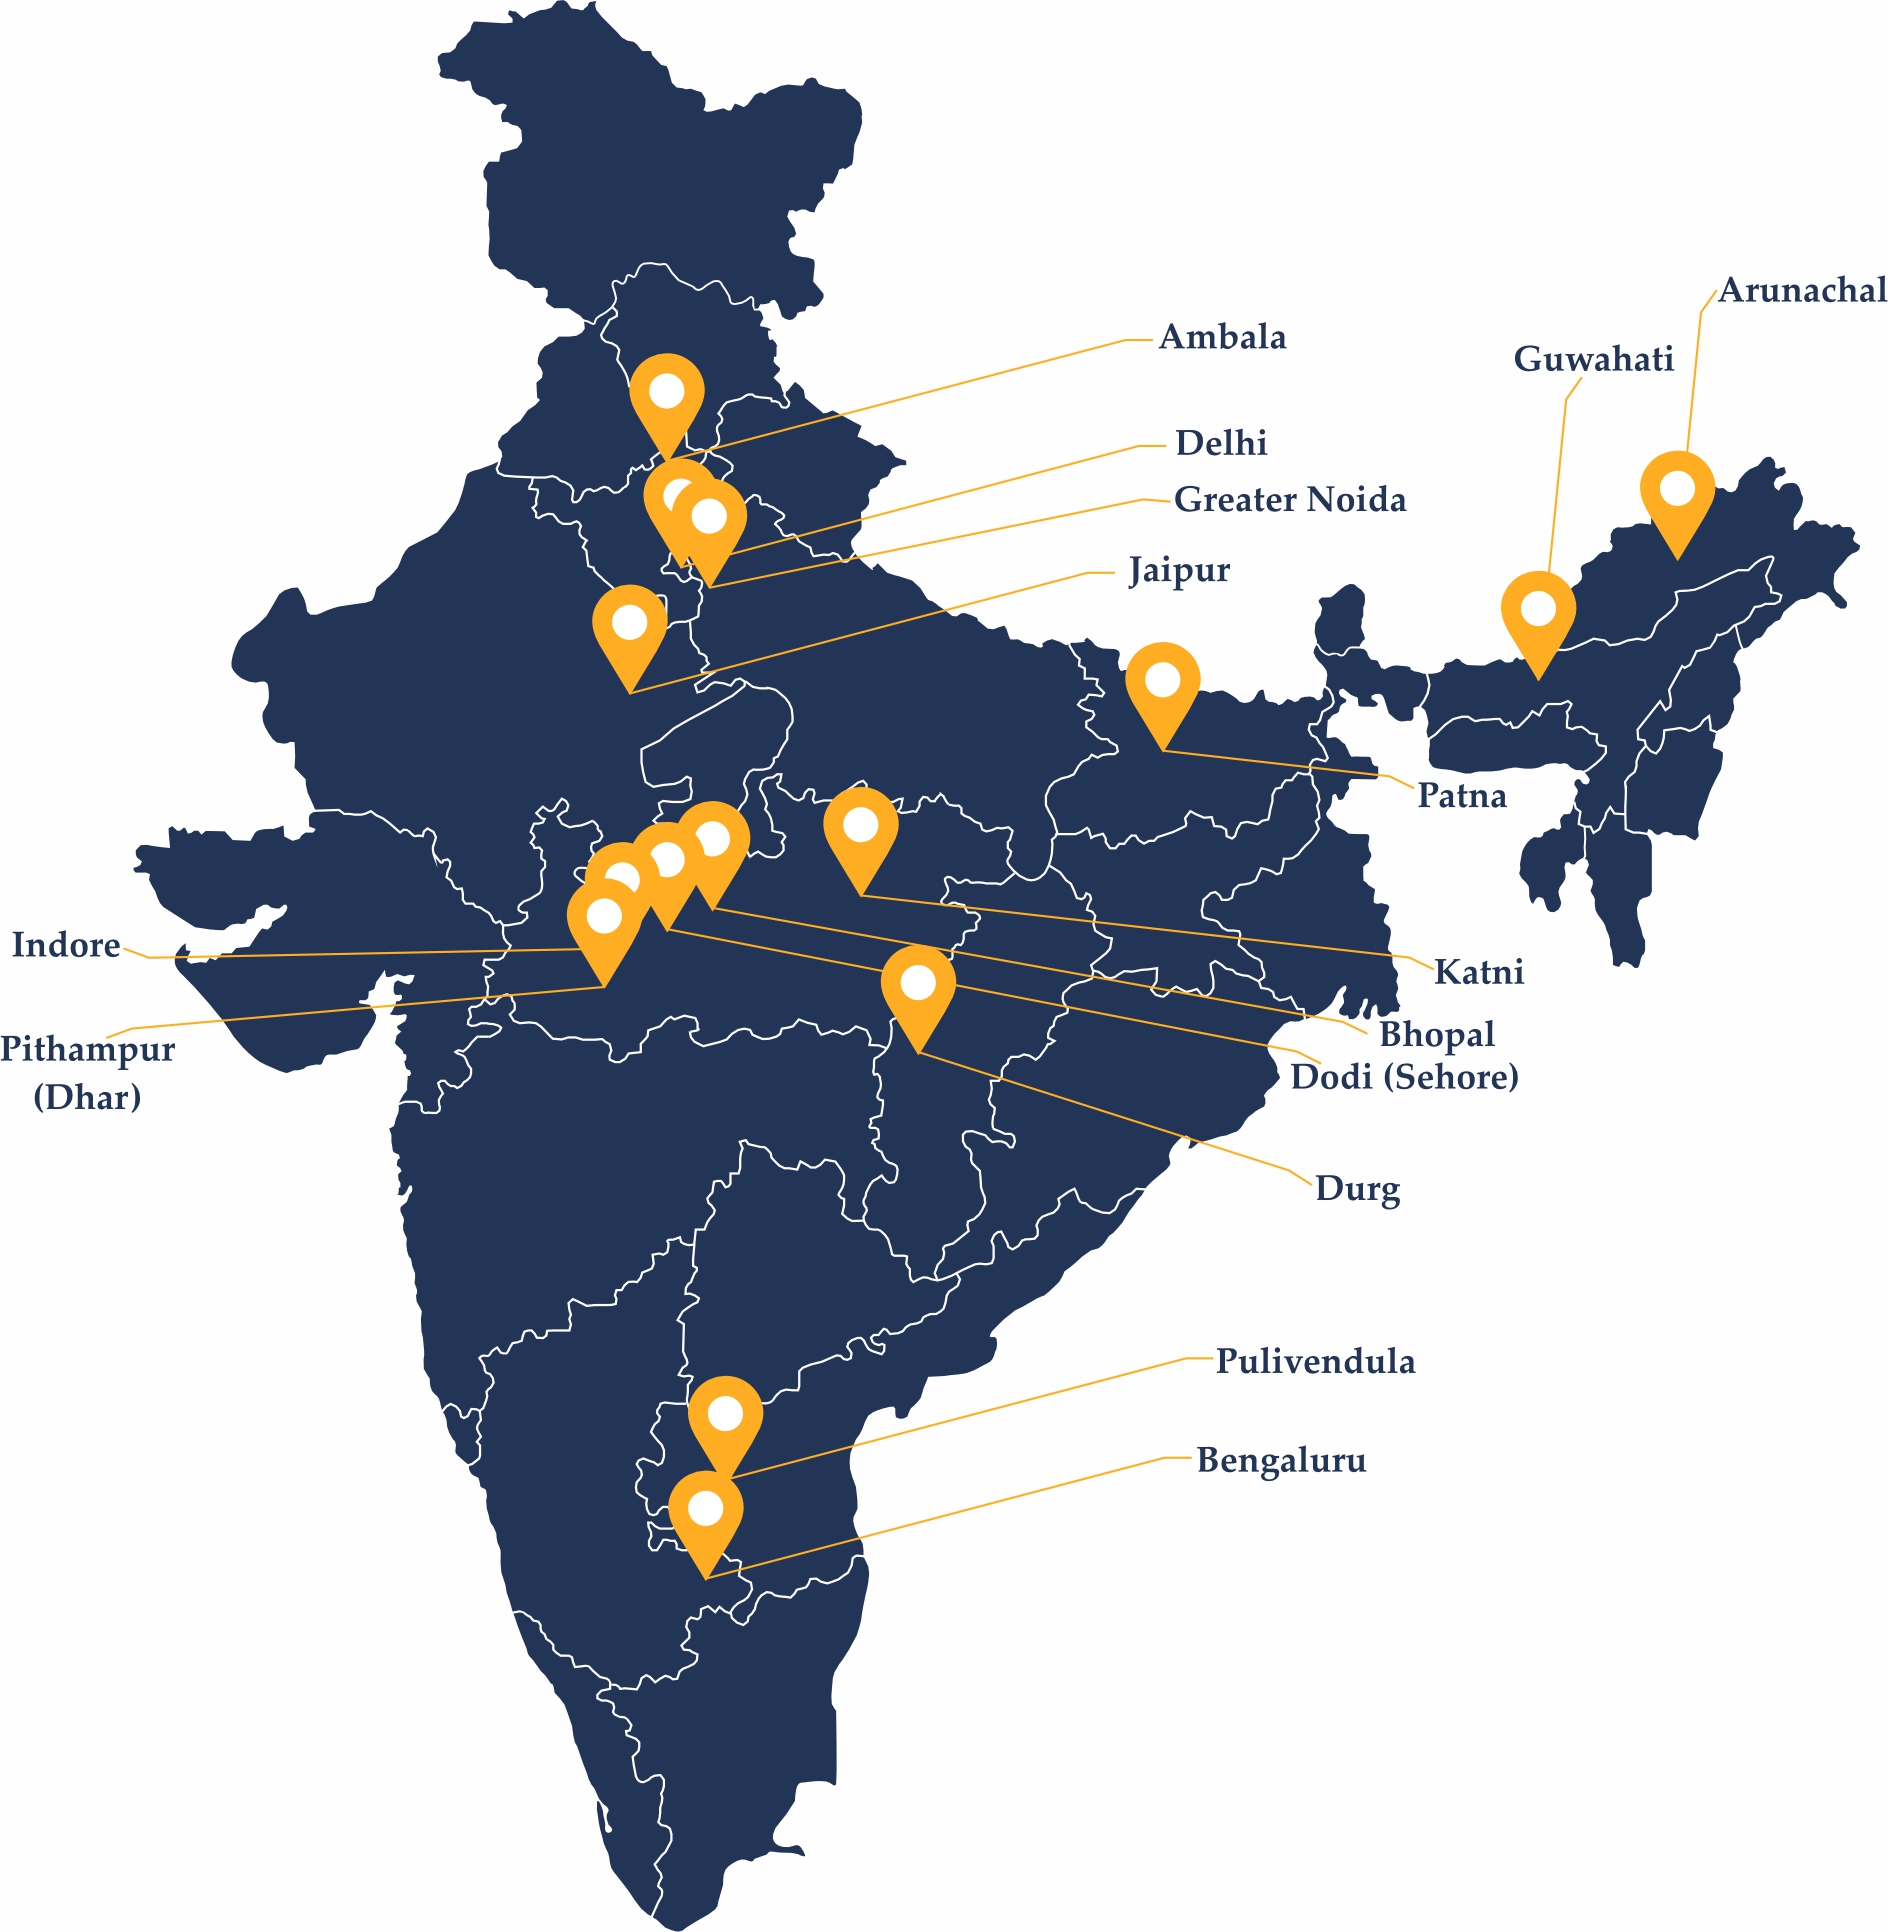 Arunachal
Ambala
Guwahati
Delhi
Greater Noida
Jaipur
Patna
Indore
Katni
Bhopal
Pithampur
(Dhar)
Dodi (Sehore)
Durg
Pulivendula
Bengaluru